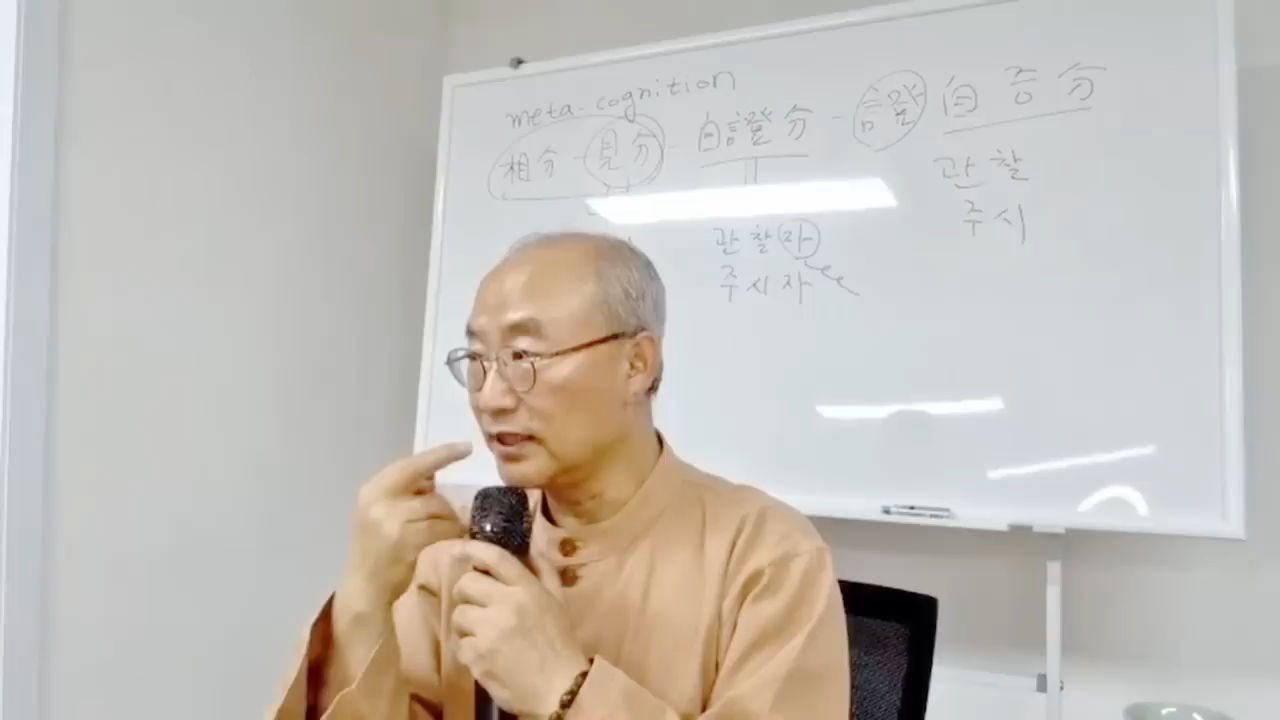 meta-cognition
相分 - 見分 - 自證分 - 證自증分
관찰자 관찰
주시자 주시